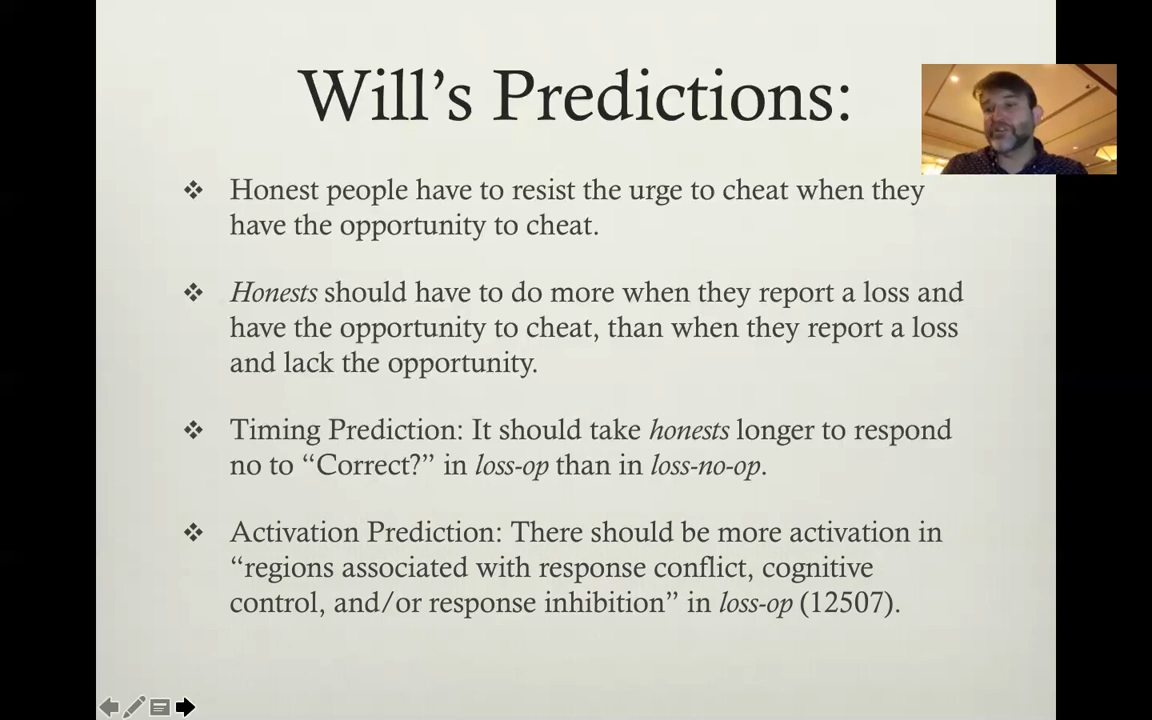 Will’s Predictions:
Honest people have to resist the urge to cheat when they
have the opportunity to cheat.
Honests should have to do more when they report a loss and
have the opportunity to cheat, than when they report a loss
and lack the opportunity.
Timing Prediction: It should take honests longer to respond
no to “Correct?” in loss-op than in loss-no-op.
Activation Prediction: There should be more activation in
“regions associated with response conflict, cognitive
control, and/or response inhibition” in loss-op (12507).